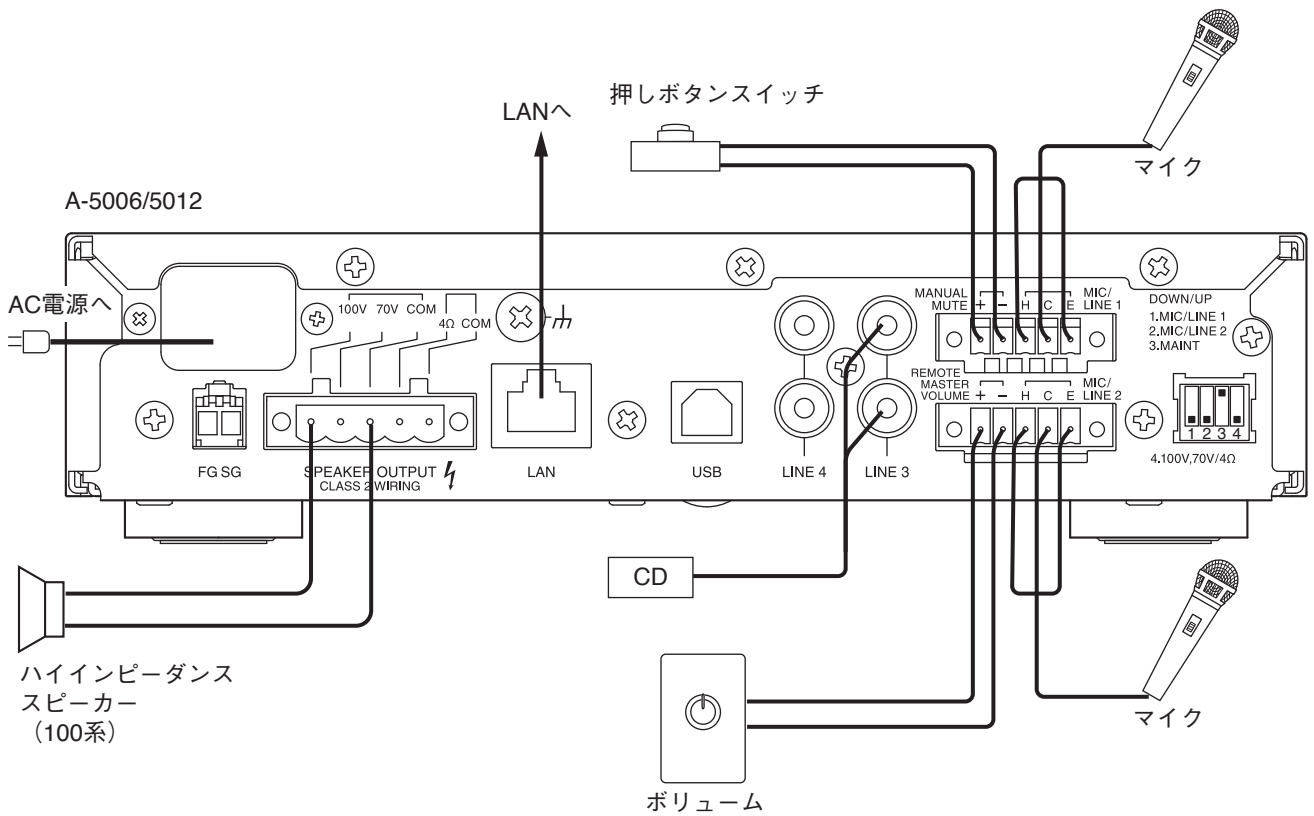 LANへ
押しボタンスイッチ
マイク
A-5006/5012
AC電源へ
100V 70V COM
4Ω COM
MANUAL
MUTE + − H C E MIC/
LINE 1
DOWN/UP
1.MIC/LINE 1
2.MIC/LINE 2
3.MAINT
REMOTE
MASTER
VOLUME + − H C E MIC/
LINE 2
1 2 3 4
4.100V,70V/4Ω
FG SG
SPEAKER OUTPUT
CLASS 2 WIRING
LAN
USB
LINE 4
LINE 3
CD
ハイインピーダンス
スピーカー
（100系）
マイク
ボリューム